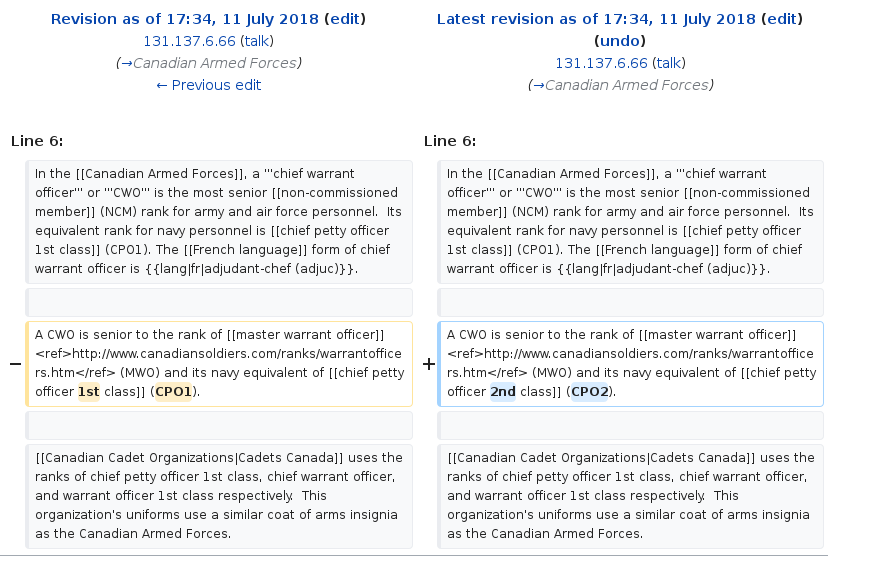 Revision as of 17:34, 11 July 2018 (edit)
131.137.6.66 (talk)
(→Canadian Armed Forces)
← Previous edit
Latest revision as of 17:34, 11 July 2018 (edit)
(undo)
131.137.6.66 (talk)
(→Canadian Armed Forces)
Line 6:
Line 6:
In the [[Canadian Armed Forces]], a '''chief warrant
officer''' or '''CWO''' is the most senior [[non-commissioned
member]] (NCM) rank for army and air force personnel.  Its
equivalent rank for navy personnel is [[chief petty officer
1st class]] (CPO1). The [[French language]] form of chief
warrant officer is {{lang|fr|adjudant-chef (adjuc)}}.
In the [[Canadian Armed Forces]], a '''chief warrant
officer''' or '''CWO''' is the most senior [[non-commissioned
member]] (NCM) rank for army and air force personnel.  Its
equivalent rank for navy personnel is [[chief petty officer
1st class]] (CPO1). The [[French language]] form of chief
warrant officer is {{lang|fr|adjudant-chef (adjuc)}}.
−
A CWO is senior to the rank of [[master warrant officer]]
<ref>http://www.canadiansoldiers.com/ranks/warrantoffice
rs.htm</ref> (MWO) and its navy equivalent of [[chief petty
officer 1st class]] (CPO1).
+
A CWO is senior to the rank of [[master warrant officer]]
<ref>http://www.canadiansoldiers.com/ranks/warrantoffice
rs.htm</ref> (MWO) and its navy equivalent of [[chief petty
officer 2nd class]] (CPO2).
[[Canadian Cadet Organizations|Cadets Canada]] uses the
ranks of chief petty officer 1st class, chief warrant officer,
and warrant officer 1st class respectively.  This
organization's uniforms use a similar coat of arms insignia
as the Canadian Armed Forces.
[[Canadian Cadet Organizations|Cadets Canada]] uses the
ranks of chief petty officer 1st class, chief warrant officer,
and warrant officer 1st class respectively.  This
organization's uniforms use a similar coat of arms insignia
as the Canadian Armed Forces.